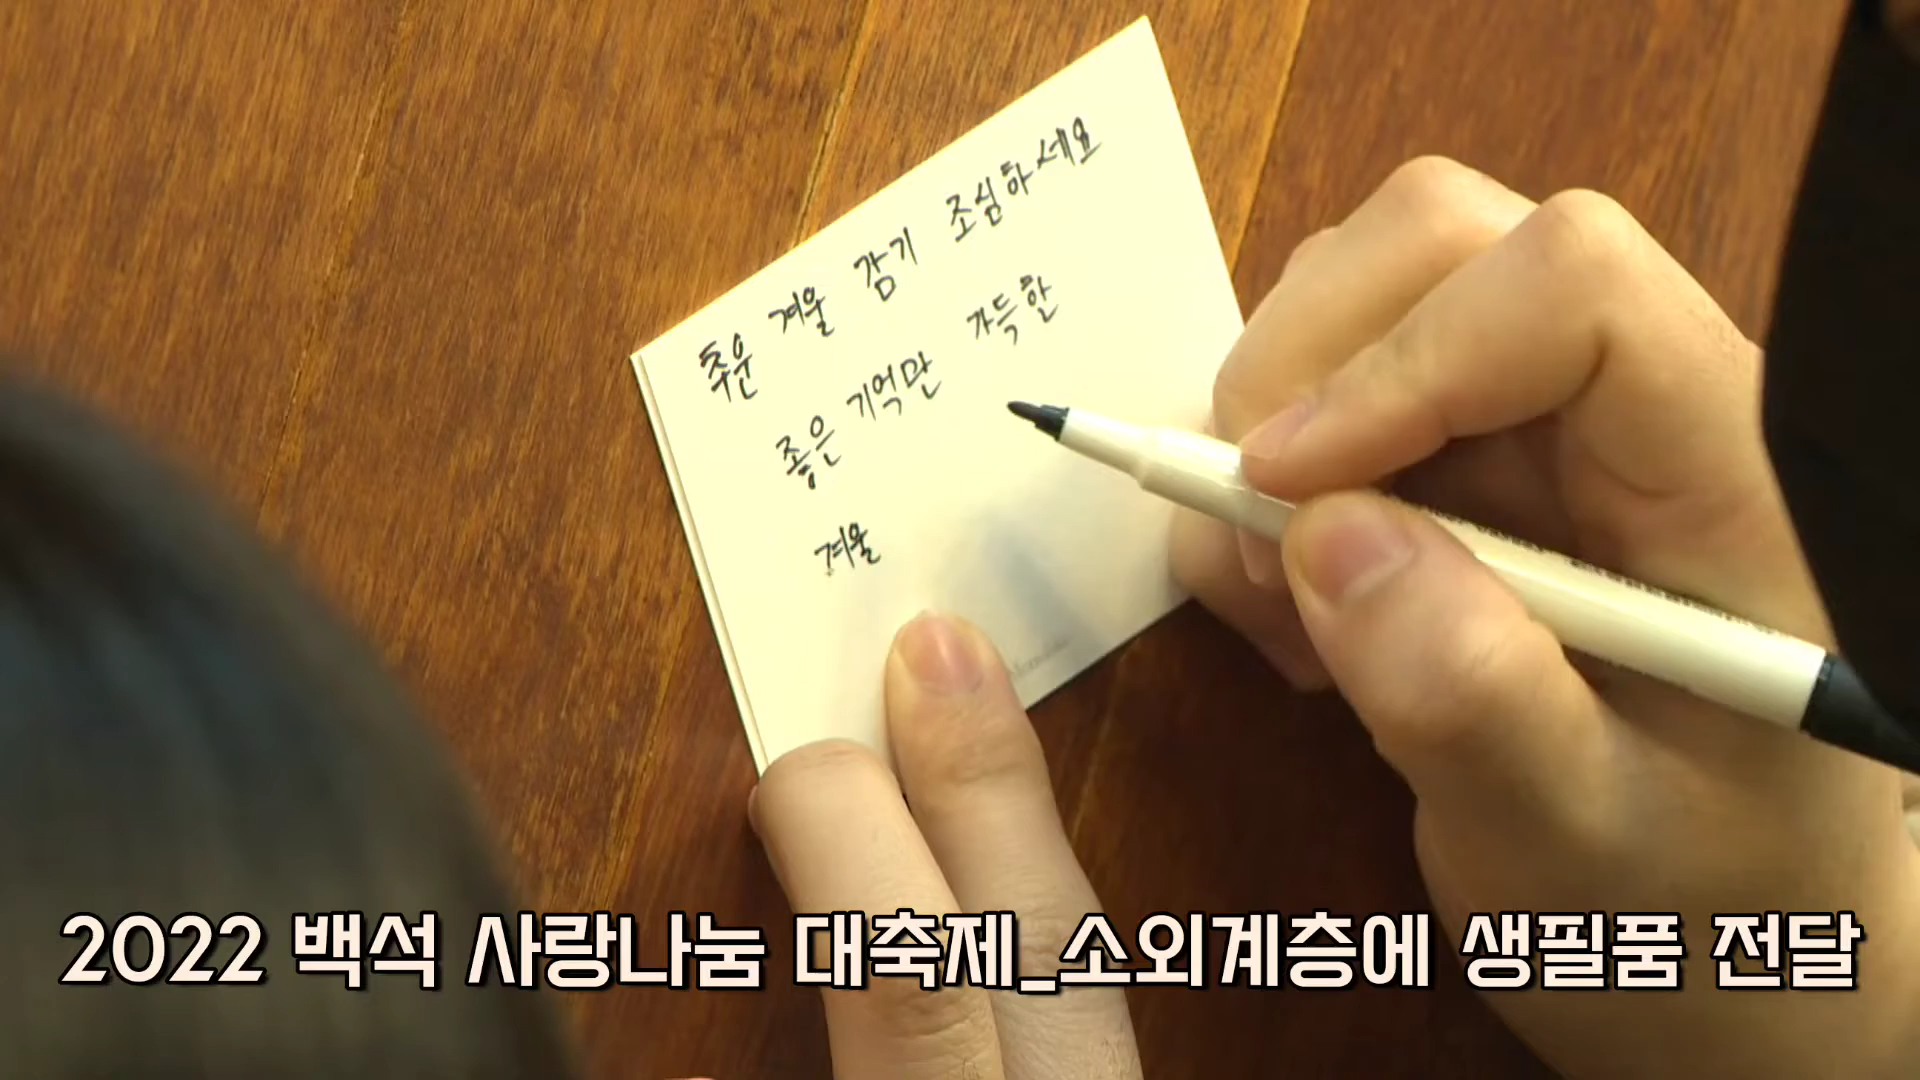 추운 겨울 감기 조심하세요
좋은 기억만 가득한
겨울
2022 백석 사랑나눔 대축제_소외계층에 생필품 전달